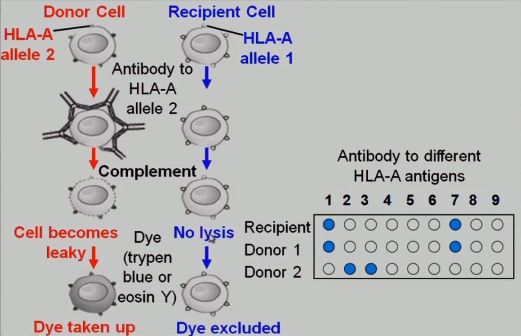 Donor Cell
Recipient Cell
HLA-A
allele 2
HLA-A
allele 1
Antibody to
HLA-A
allele 2
Complement
Cell becomes
leaky
No lysis
Dye
(trypen
blue or
eosin Y)
Dye taken up
Dye excluded
Antibody to different
HLA-A antigens
1 2 3 4 5 6 7 8 9
Recipient
Donor 1
Donor 2